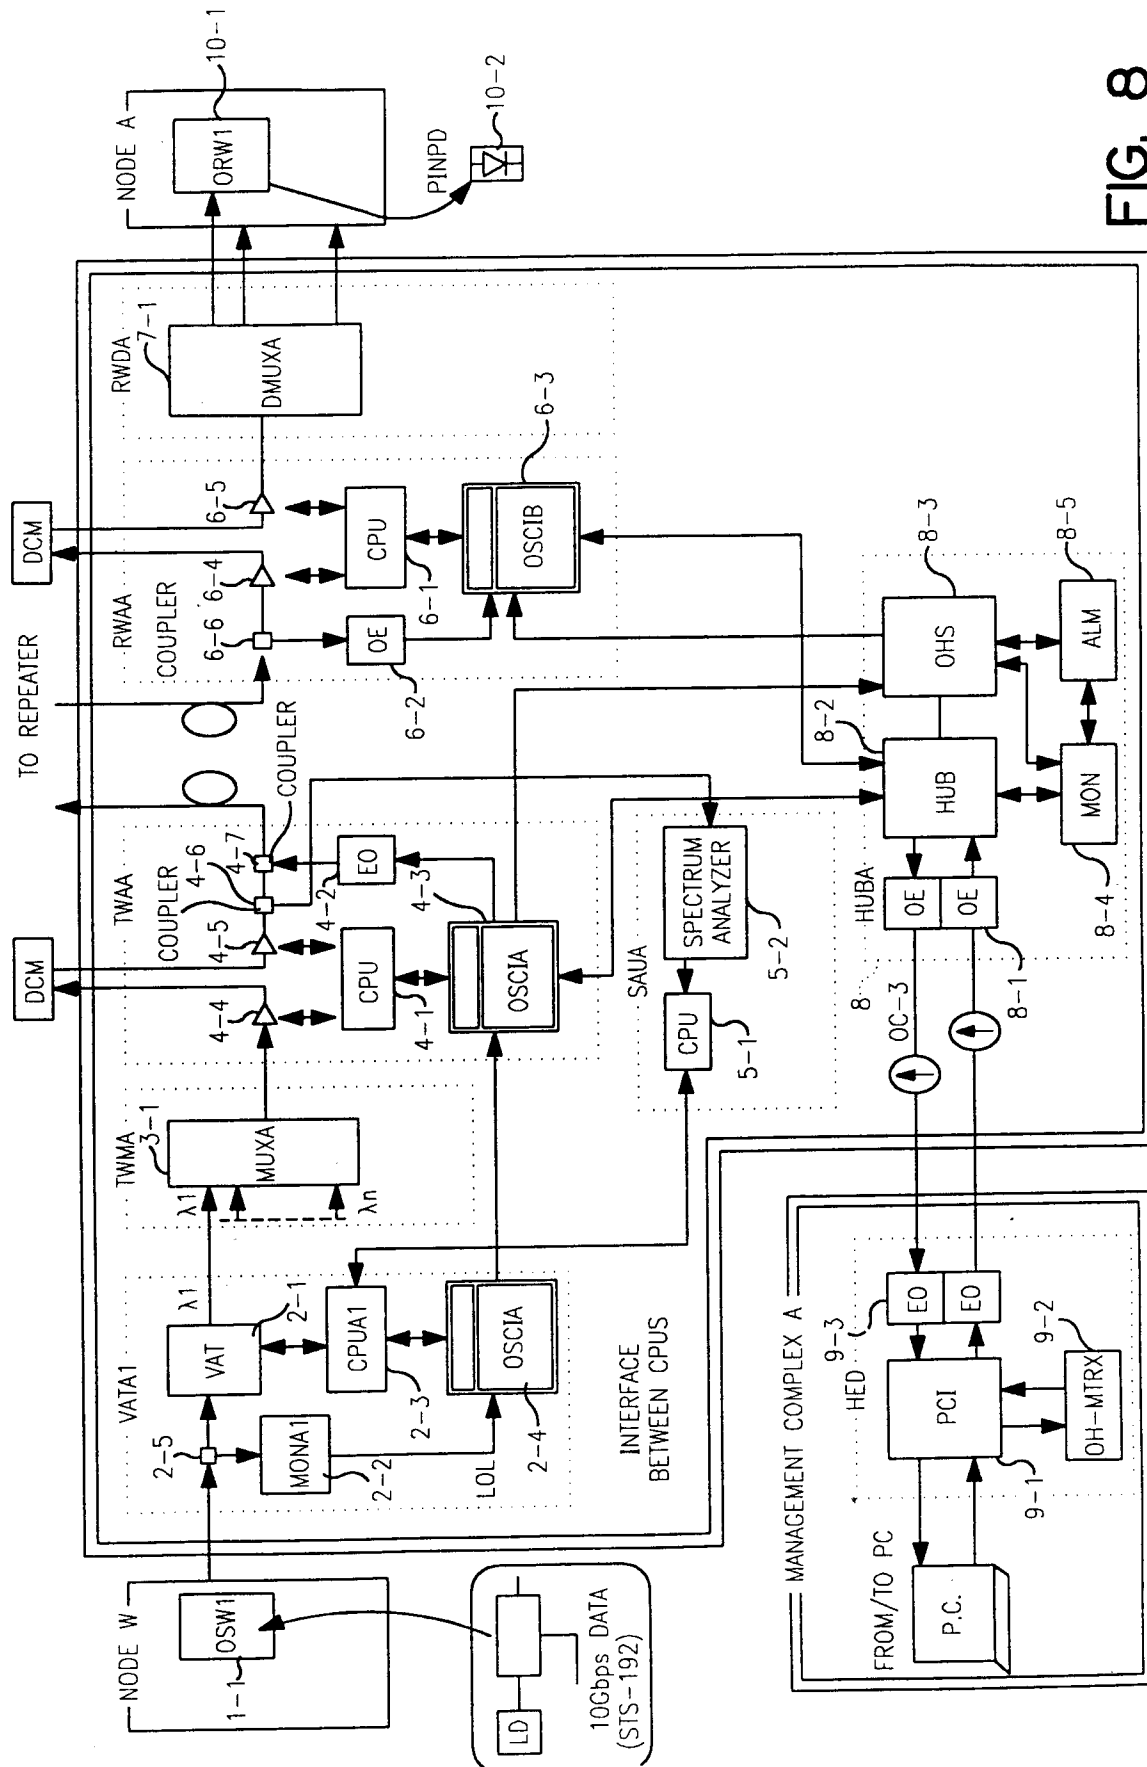 FIG. 8
TO REPEATER
DCM
DCM
NODE W
OSW1
1-1
LD
10Gbps DATA
(STS-192)
VATA1
2-5
VAT
2-1
λ1
MONA1
2-2
CPUA1
2-3
LOL
OSCIA
2-4
INTERFACE
BETWEEN CPUS
TWMA
3-1
λ1
MUXA
λn
TWAA
4-4
4-5
COUPLER
4-6
4-7
COUPLER
CPU
4-1
EO
4-2
4-3
OSCIA
SAUA
CPU
5-1
SPECTRUM
ANALYZER
5-2
RWAA
COUPLER
6-6
6-4
6-5
OE
6-2
CPU
6-1
OSCIB
6-3
RWDA
7-1
DMUXA
NODE A
ORW1
10-1
PINPD
10-2
HUBA
8
OE
OE
8-1
OC-3
HUB
8-2
OHS
8-3
MON
8-4
ALM
8-5
MANAGEMENT COMPLEX A
HED
FROM/TO PC
P.C.
PCI
9-1
OH-MTRX
9-2
EO
EO
9-3